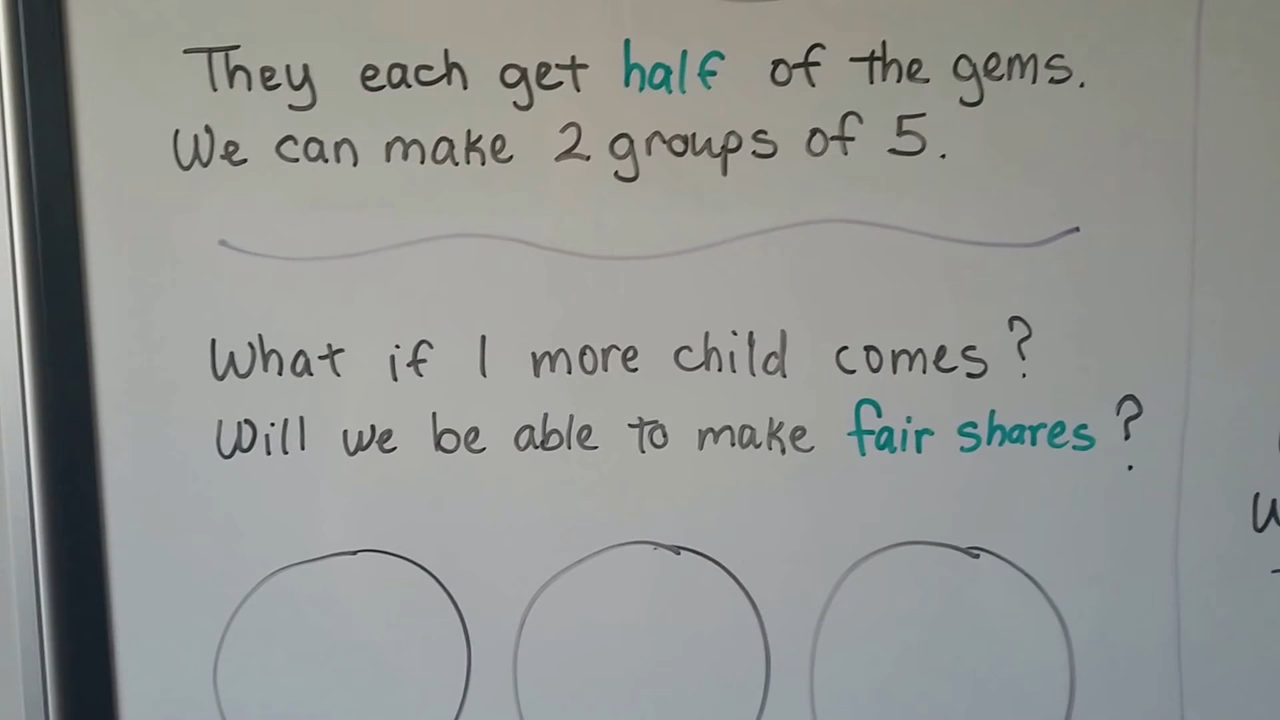 They each get half of the gems.
We can make 2 groups of 5.
What if 1 more child comes?
Will we be able to make fair shares?